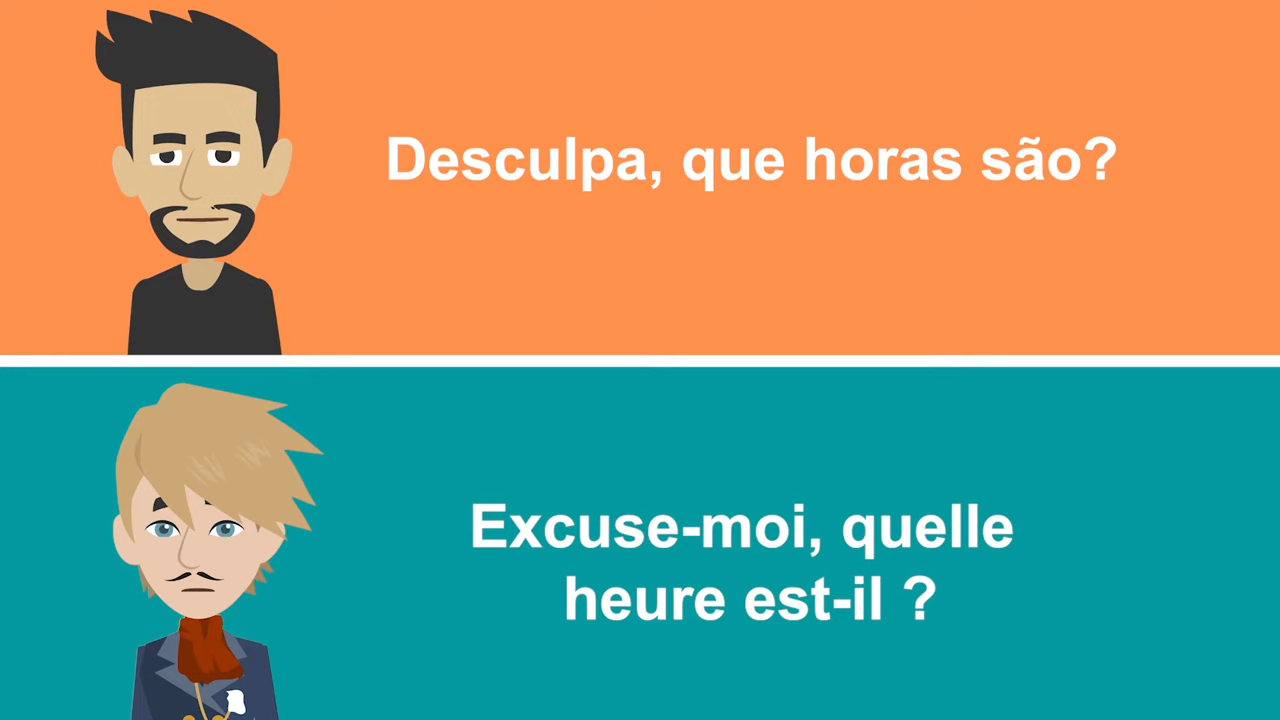 Desculpa, que horas são?
Excuse-moi, quelle
heure est-il ?